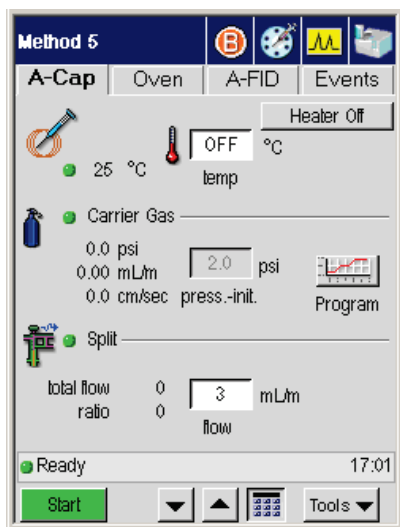 Method 5
B
A-Cap Oven A-FID Events
Heater Off
OFF °C
25 °C temp
Carrier Gas
0.0 psi
0.00 mL/m 2.0 psi
0.0 cm/sec press.-init. Program
Split
total flow 0 3 mL/m
ratio 0 flow
Ready 17:01
Start Tools